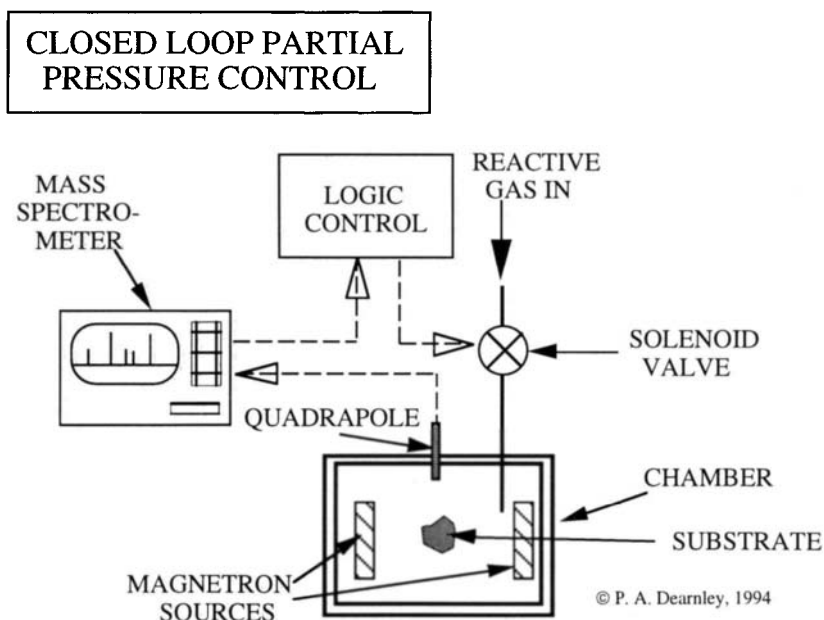 CLOSED LOOP PARTIAL
PRESSURE CONTROL
MASS
SPECTRO-
METER
LOGIC
CONTROL
REACTIVE
GAS IN
SOLENOID
VALVE
QUADRAPOLE
CHAMBER
SUBSTRATE
MAGNETRON
SOURCES
© P. A. Dearnley, 1994